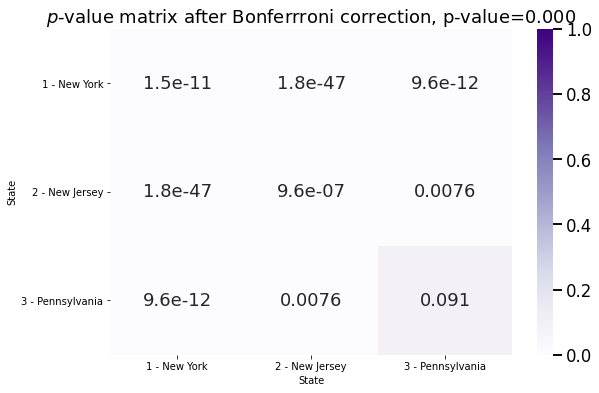 p-value matrix after Bonferrroni correction, p-value=0.000
State
1 - New York
2 - New Jersey
3 - Pennsylvania
1.5e-11 1.8e-47 9.6e-12
1.8e-47 9.6e-07 0.0076
9.6e-12 0.0076 0.091
1 - New York 2 - New Jersey 3 - Pennsylvania
State
1.0
0.8
0.6
0.4
0.2
0.0